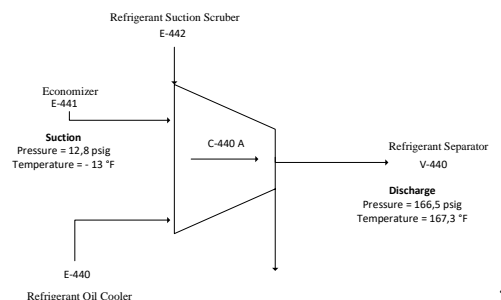 Refrigerant Suction Scruber
E-442
Economizer
E-441
Suction
Pressure = 12,8 psig
Temperature = - 13 °F
C-440 A
Refrigerant Separator
V-440
Discharge
Pressure = 166,5 psig
Temperature = 167,3 °F
E-440
Refrigerant Oil Cooler